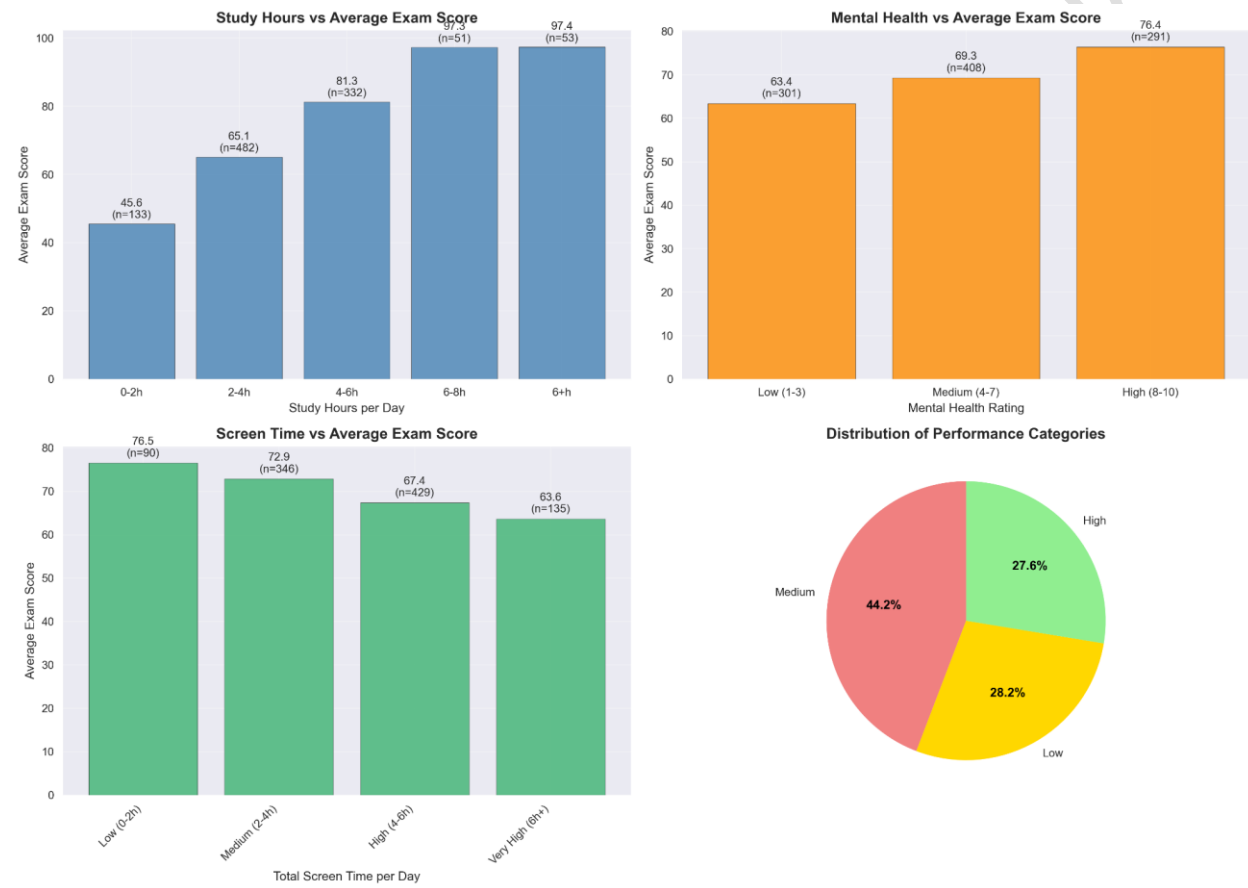 Study Hours vs Average Exam Score
97.3
(n=51)
97.4
(n=53)
81.3
(n=332)
65.1
(n=482)
45.6
(n=133)
100
80
60
40
20
0
Average Exam Score
0-2h
2-4h
4-6h
6-8h
6+h
Study Hours per Day
Mental Health vs Average Exam Score
76.4
(n=291)
69.3
(n=408)
63.4
(n=301)
80
70
60
50
40
30
20
10
0
Average Exam Score
Low (1-3)
Medium (4-7)
High (8-10)
Mental Health Rating
Screen Time vs Average Exam Score
76.5
(n=90)
72.9
(n=346)
67.4
(n=429)
63.6
(n=135)
80
70
60
50
40
30
20
10
0
Average Exam Score
Low (0-2h)
Medium (2-4h)
High (4-6h)
Very High (6h+)
Total Screen Time per Day
Distribution of Performance Categories
High
27.6%
Medium
44.2%
28.2%
Low